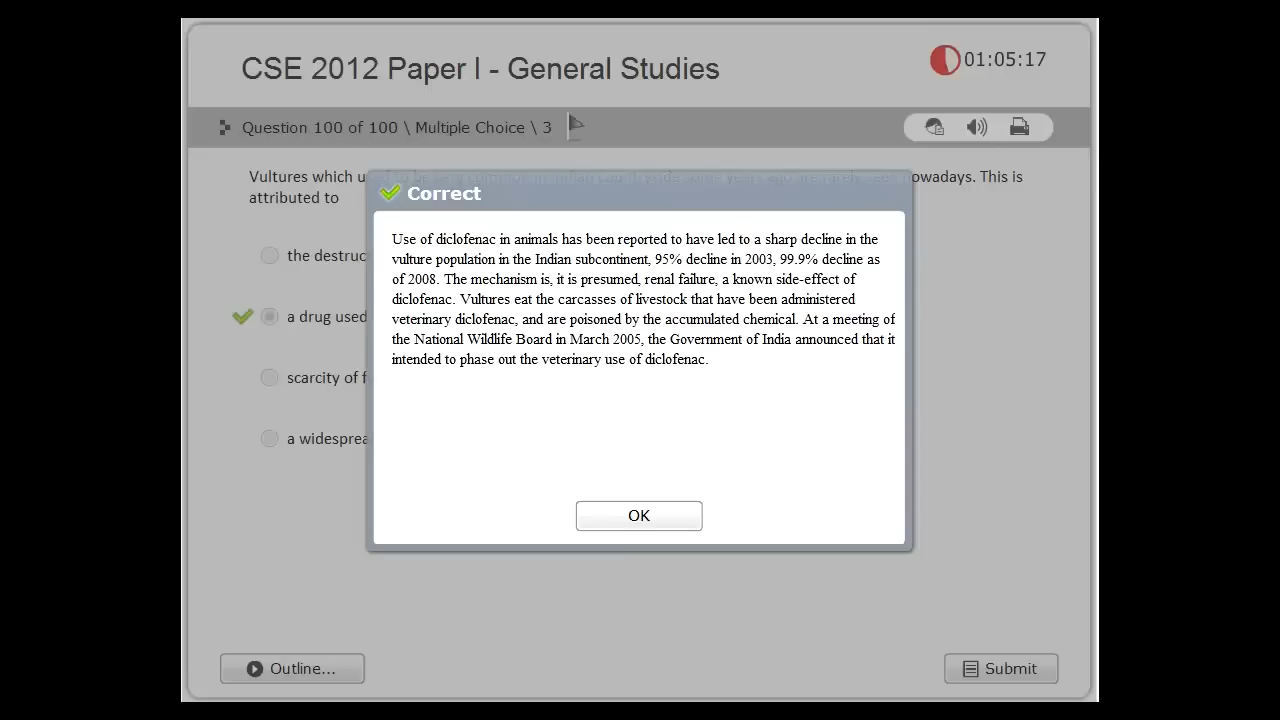 CSE 2012 Paper I - General Studies
01:05:17
Question 100 of 100 \ Multiple Choice \ 3
Vultures which nowadays. This is
attributed to
Correct
Use of diclofenac in animals has been reported to have led to a sharp decline in the
vulture population in the Indian subcontinent, 95% decline in 2003, 99.9% decline as
of 2008. The mechanism is, it is presumed, renal failure, a known side-effect of
diclofenac. Vultures eat the carcasses of livestock that have been administered
veterinary diclofenac, and are poisoned by the accumulated chemical. At a meeting of
the National Wildlife Board in March 2005, the Government of India announced that it
intended to phase out the veterinary use of diclofenac.
the destruc
a drug used
scarcity of f
a widesprea
OK
Outline...
Submit